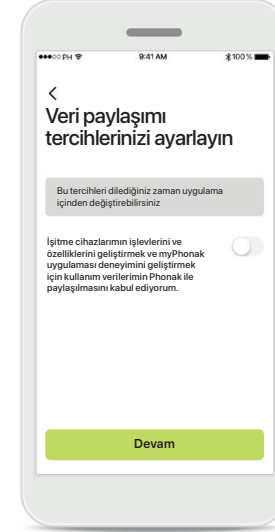 ●●●○○ PH 9:41 AM 100 %
Veri paylaşımı
tercihlerinizi ayarlayın
Bu tercihleri dilediğiniz zaman uygulama
içinden değiştirebilirsiniz
İşitme cihazlarımın işlevlerini ve
özelliklerini geliştirmek ve myPhonak
uygulaması deneyimini geliştirmek
için kullanım verilerimin Phonak ile
paylaşılmasını kabul ediyorum.
Devam